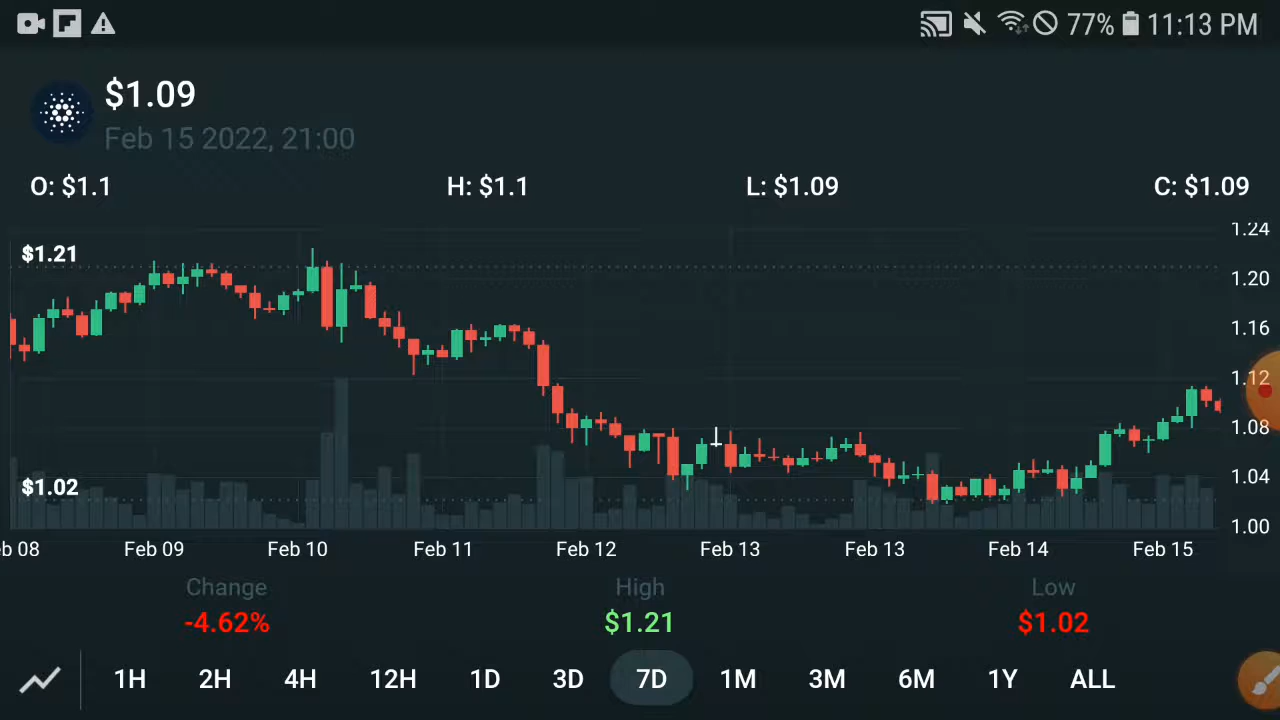 77% 11:13 PM
$1.09
Feb 15 2022, 21:00
O: $1.1 H: $1.1 L: $1.09 C: $1.09
1.24
$1.21
1.20
1.16
1.12
1.08
$1.02
1.04
1.00
Feb 09 Feb 10 Feb 11 Feb 12 Feb 13 Feb 13 Feb 14 Feb 15
Change High Low
-4.62% $1.21 $1.02
1H 2H 4H 12H 1D 3D 7D 1M 3M 6M 1Y ALL